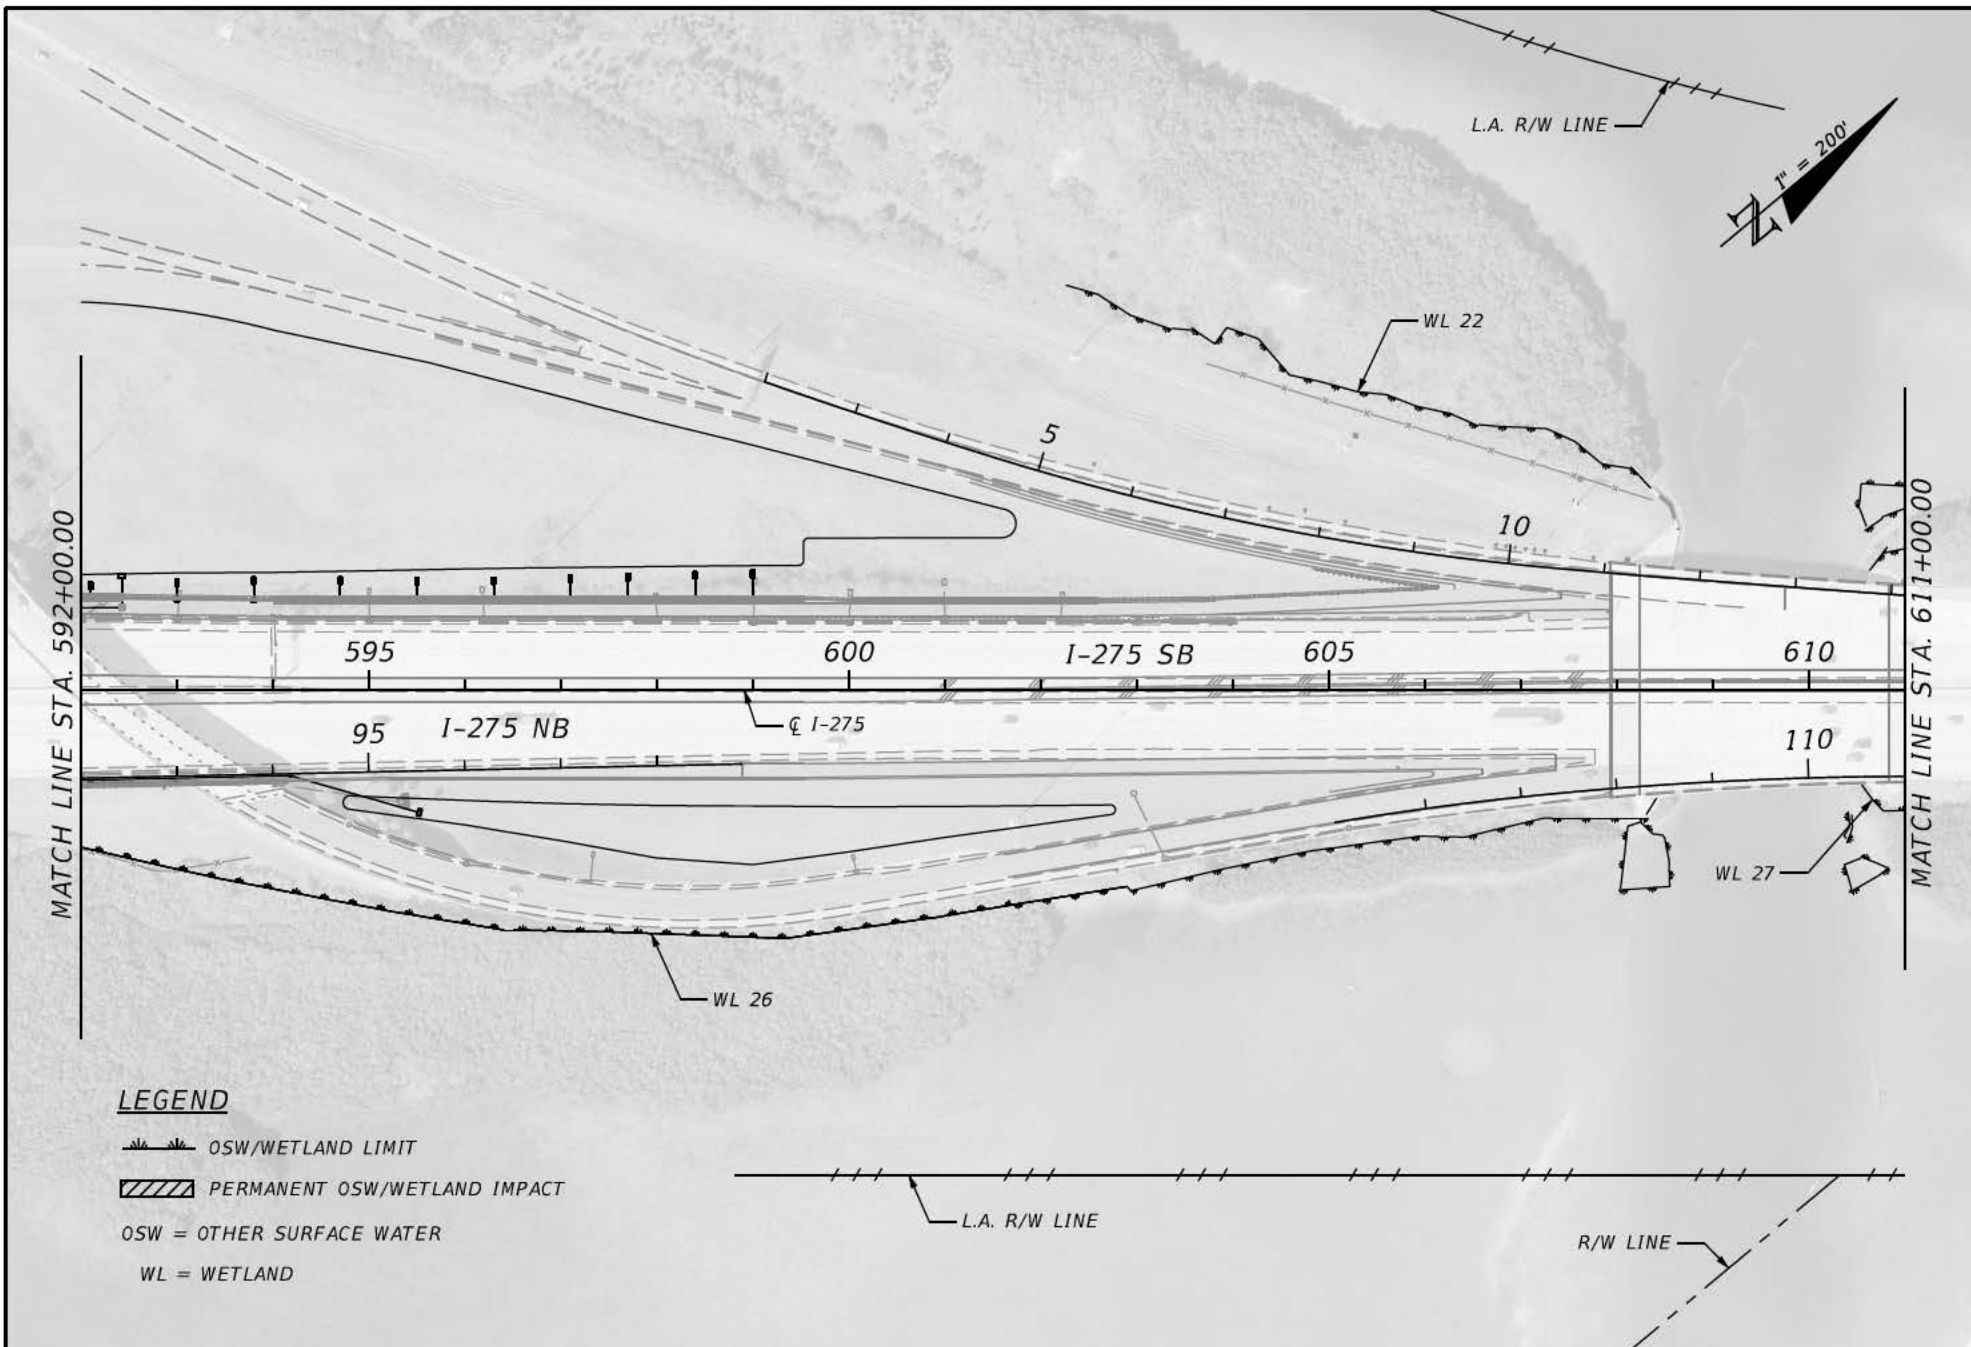 L.A. R/W LINE
1" = 200'
N
WL 22
5
10
MATCH LINE STA. 592+00.00
MATCH LINE STA. 611+00.00
595
600
I-275 SB
605
610
95
I-275 NB
℄ I-275
110
WL 27
WL 26
LEGEND
OSW/WETLAND LIMIT
PERMANENT OSW/WETLAND IMPACT
OSW = OTHER SURFACE WATER
WL = WETLAND
L.A. R/W LINE
R/W LINE